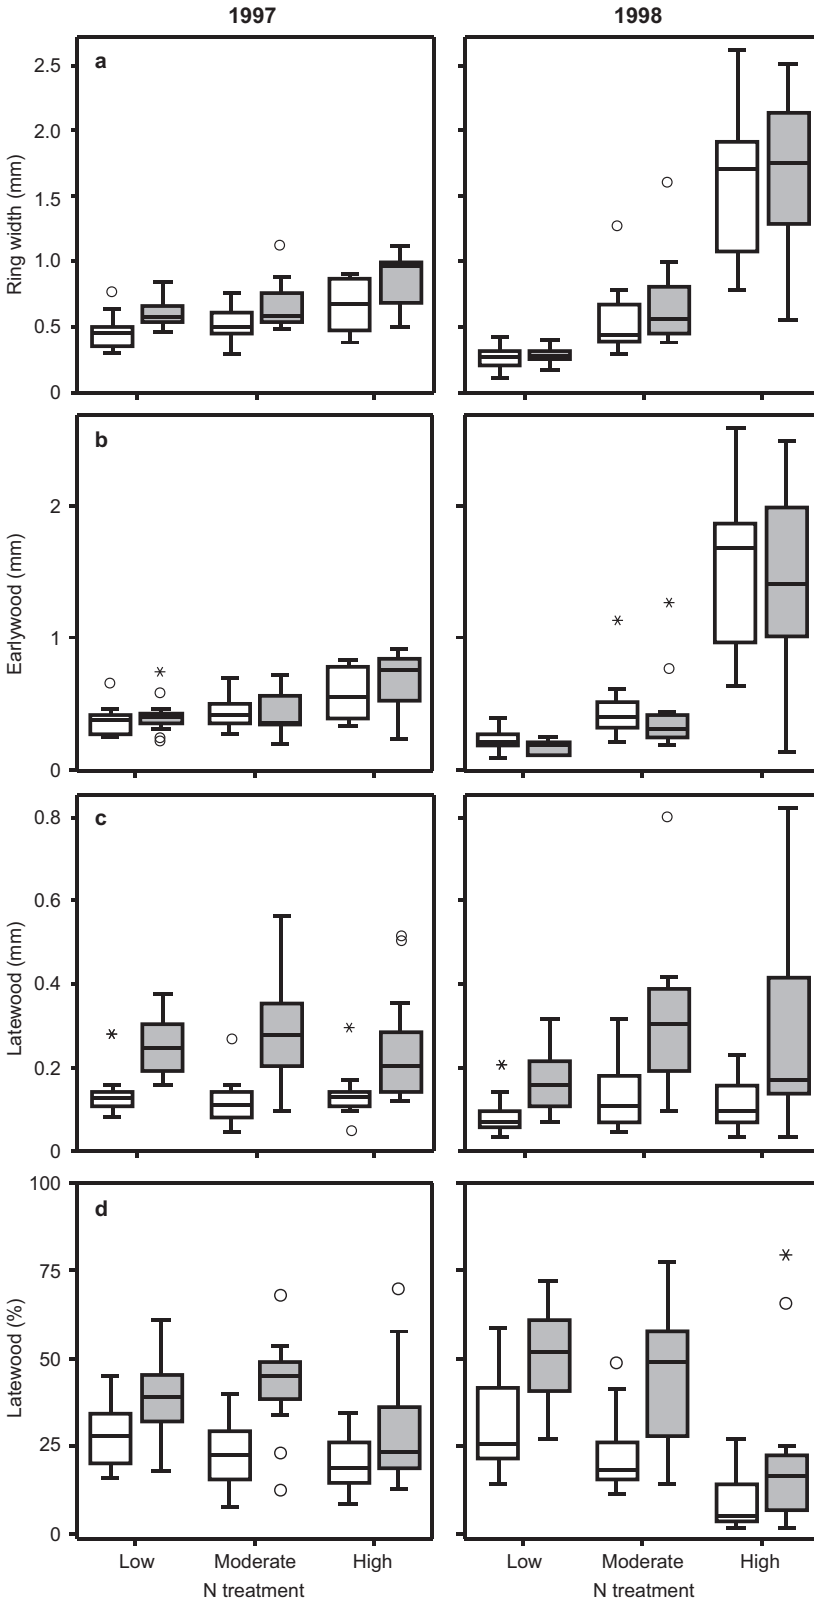 1997 1998
a
Ring width (mm)
2.5
2.0
1.5
1.0
0.5
0
b
Earlywood (mm)
2
1
0
c
Latewood (mm)
0.8
0.6
0.4
0.2
0
d
Latewood (%)
100
75
50
25
0
Low Moderate High Low Moderate High
N treatment N treatment